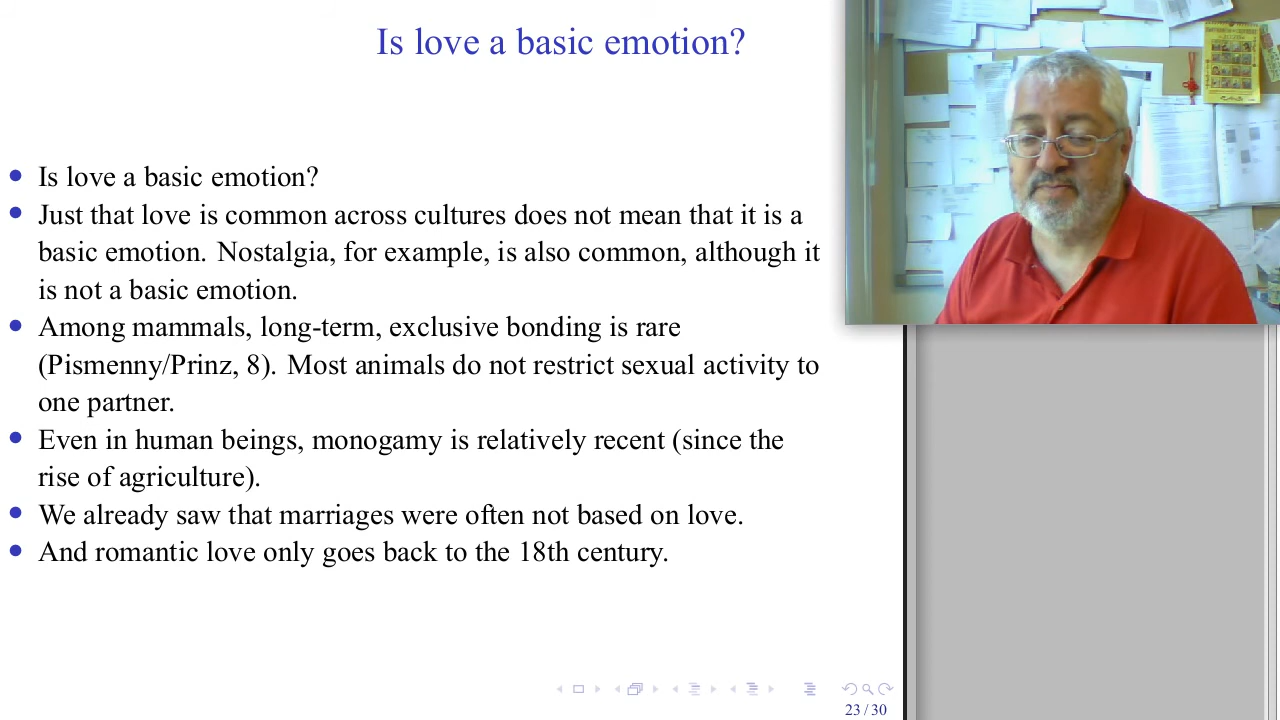 Is love a basic emotion?
Is love a basic emotion?
Just that love is common across cultures does not mean that it is a
basic emotion. Nostalgia, for example, is also common, although it
is not a basic emotion.
Among mammals, long-term, exclusive bonding is rare
(Pismenny/Prinz, 8). Most animals do not restrict sexual activity to
one partner.
Even in human beings, monogamy is relatively recent (since the
rise of agriculture).
We already saw that marriages were often not based on love.
And romantic love only goes back to the 18th century.
23 / 30